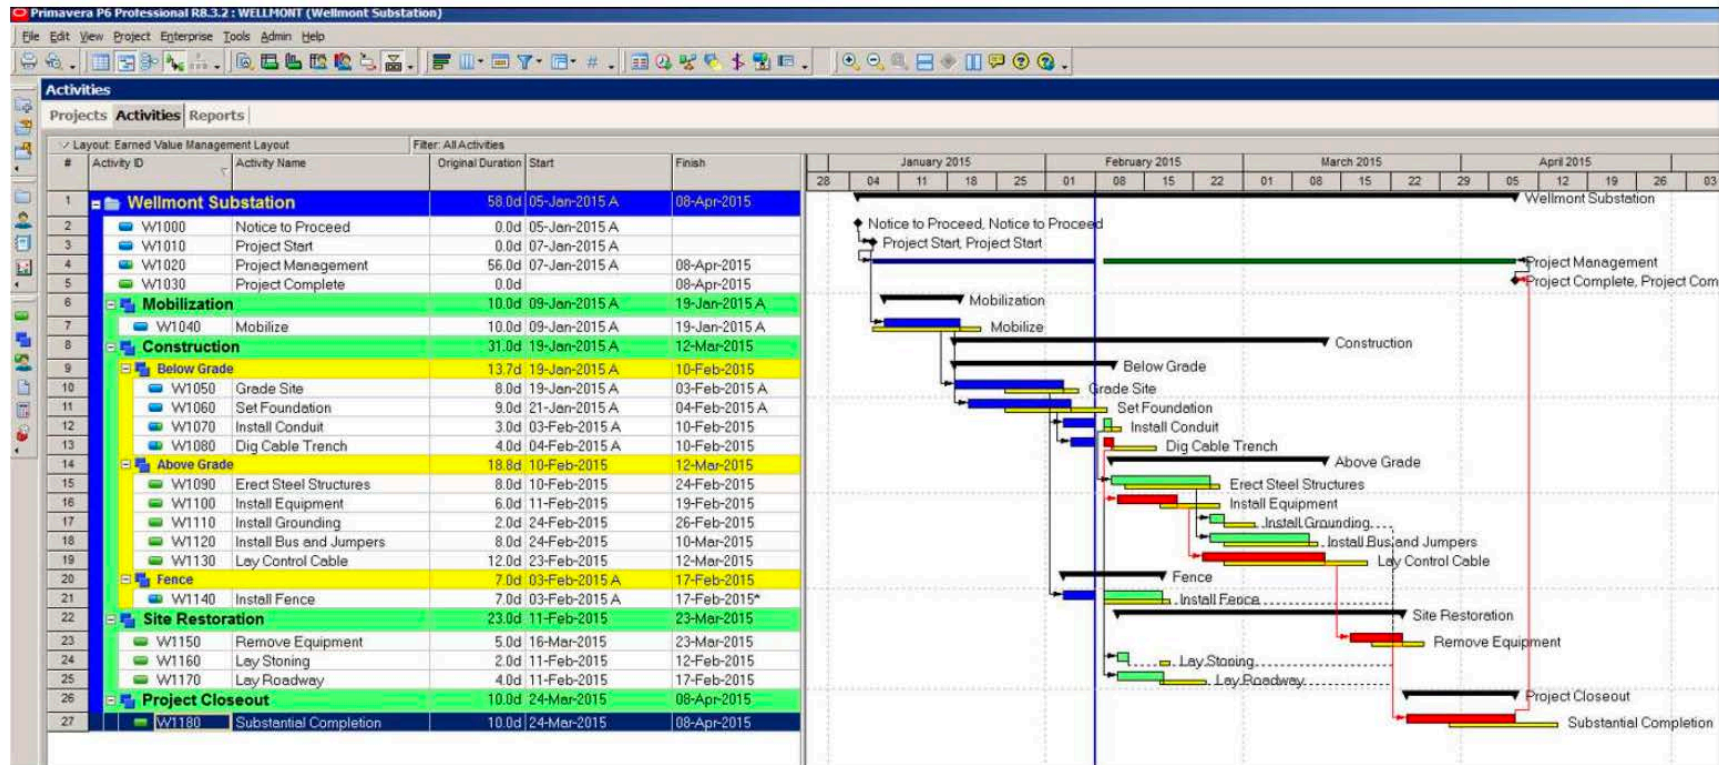 Primavera P6 Professional R8.3.2 : WELLMONT (Wellmont Substation)
File Edit View Project Enterprise Tools Admin Help
Activities
Projects Activities Reports
Layout: Earned Value Management Layout Filter: All Activities
# Activity ID Activity Name Original Duration Start Finish January 2015 February 2015 March 2015 April 2015
28 04 11 18 25 01 08 15 22 01 08 15 22 29 05 12 19 26 03
1 Wellmont Substation 58.0d 05-Jan-2015 A 08-Apr-2015 Wellmont Substation
2 W1000 Notice to Proceed 0.0d 05-Jan-2015 A Notice to Proceed, Notice to Proceed
3 W1010 Project Start 0.0d 07-Jan-2015 A Project Start, Project Start
4 W1020 Project Management 56.0d 07-Jan-2015 A 08-Apr-2015 Project Management
5 W1030 Project Complete 0.0d 08-Apr-2015 Project Complete, Project Com
6 Mobilization 10.0d 09-Jan-2015 A 19-Jan-2015 A Mobilization
7 W1040 Mobilize 10.0d 09-Jan-2015 A 19-Jan-2015 A Mobilize
8 Construction 31.0d 19-Jan-2015 A 12-Mar-2015 Construction
9 Below Grade 13.7d 19-Jan-2015 A 10-Feb-2015 Below Grade
10 W1050 Grade Site 8.0d 19-Jan-2015 A 03-Feb-2015 A Grade Site
11 W1060 Set Foundation 9.0d 21-Jan-2015 A 04-Feb-2015 A Set Foundation
12 W1070 Install Conduit 3.0d 03-Feb-2015 A 10-Feb-2015 Install Conduit
13 W1080 Dig Cable Trench 4.0d 04-Feb-2015 A 10-Feb-2015 Dig Cable Trench
14 Above Grade 18.8d 10-Feb-2015 12-Mar-2015 Above Grade
15 W1090 Erect Steel Structures 8.0d 10-Feb-2015 24-Feb-2015 Erect Steel Structures
16 W1100 Install Equipment 6.0d 11-Feb-2015 19-Feb-2015 Install Equipment
17 W1110 Install Grounding 2.0d 24-Feb-2015 26-Feb-2015 Install Grounding
18 W1120 Install Bus and Jumpers 8.0d 24-Feb-2015 10-Mar-2015 Install Bus and Jumpers
19 W1130 Lay Control Cable 12.0d 23-Feb-2015 12-Mar-2015 Lay Control Cable
20 Fence 7.0d 03-Feb-2015 A 17-Feb-2015 Fence
21 W1140 Install Fence 7.0d 03-Feb-2015 A 17-Feb-2015* Install Fence
22 Site Restoration 23.0d 11-Feb-2015 23-Mar-2015 Site Restoration
23 W1150 Remove Equipment 5.0d 16-Mar-2015 23-Mar-2015 Remove Equipment
24 W1160 Lay Stoning 2.0d 11-Feb-2015 12-Feb-2015 Lay Stoning
25 W1170 Lay Roadway 4.0d 11-Feb-2015 17-Feb-2015 Lay Roadway
26 Project Closeout 10.0d 24-Mar-2015 08-Apr-2015 Project Closeout
27 W1180 Substantial Completion 10.0d 24-Mar-2015 08-Apr-2015 Substantial Completion